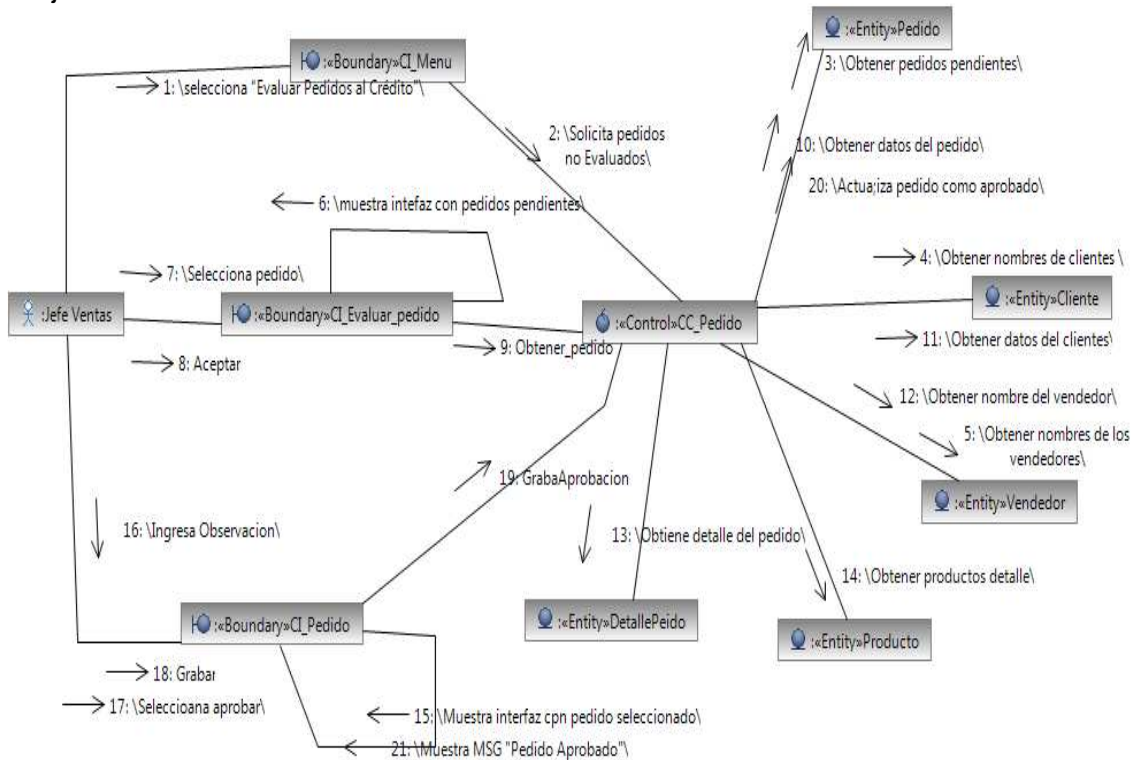 :«Entity»Pedido
:«Boundary»CI_Menu
3: \Obtener pedidos pendientes\
1: \selecciona "Evaluar Pedidos al Crédito"\
2: \Solicita pedidos
no Evaluados\
10: \Obtener datos del pedido\
20: \Actua;iza pedido como aprobado\
6: \muestra intefaz con pedidos pendientes\
4: \Obtener nombres de clientes \
7: \Selecciona pedido\
:Jefe Ventas
:«Boundary»CI_Evaluar_pedido
:«Control»CC_Pedido
:«Entity»Cliente
9: Obtener_pedido
11: \Obtener datos del clientes\
8: Aceptar
12: \Obtener nombre del vendedor\
5: \Obtener nombres de los
vendedores\
19: GrabaAprobacion
:«Entity»Vendedor
16: \Ingresa Observacion\
13: \Obtiene detalle del pedido\
14: \Obtener productos detalle\
:«Boundary»CI_Pedido
:«Entity»DetallePeido
:«Entity»Producto
18: Grabar
17: \Seleccioana aprobar\
15: \Muestra interfaz cpn pedido seleccionado\
21: \Muestra MSG "Pedido Aprobado"\